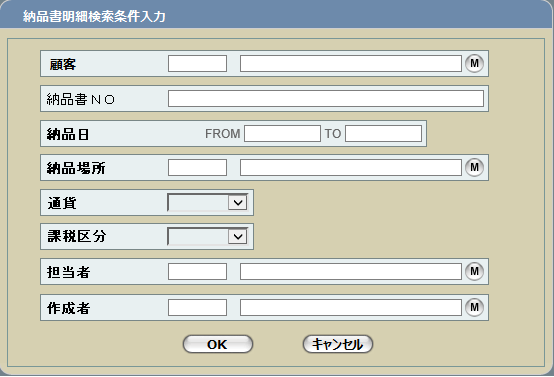 納品書明細検索条件入力
顧客 M
納品書ＮＯ
納品日 FROM TO
納品場所 M
通貨
課税区分
担当者 M
作成者 M
OK キャンセル